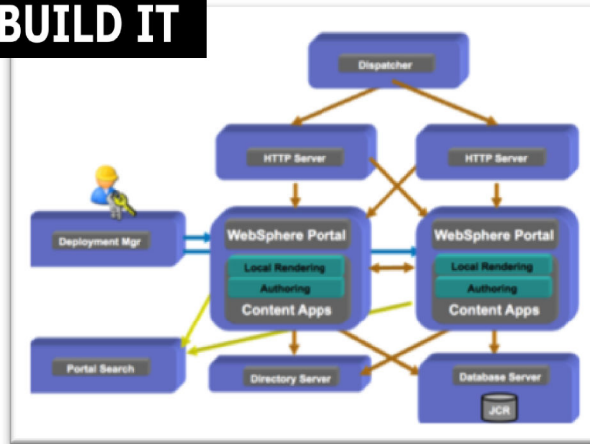 BUILD IT
Dispatcher
HTTP Server
HTTP Server
Deployment Mgr
WebSphere Portal
Local Rendering
Authoring
Content Apps
WebSphere Portal
Local Rendering
Authoring
Content Apps
Portal Search
Directory Server
Database Server
JCR